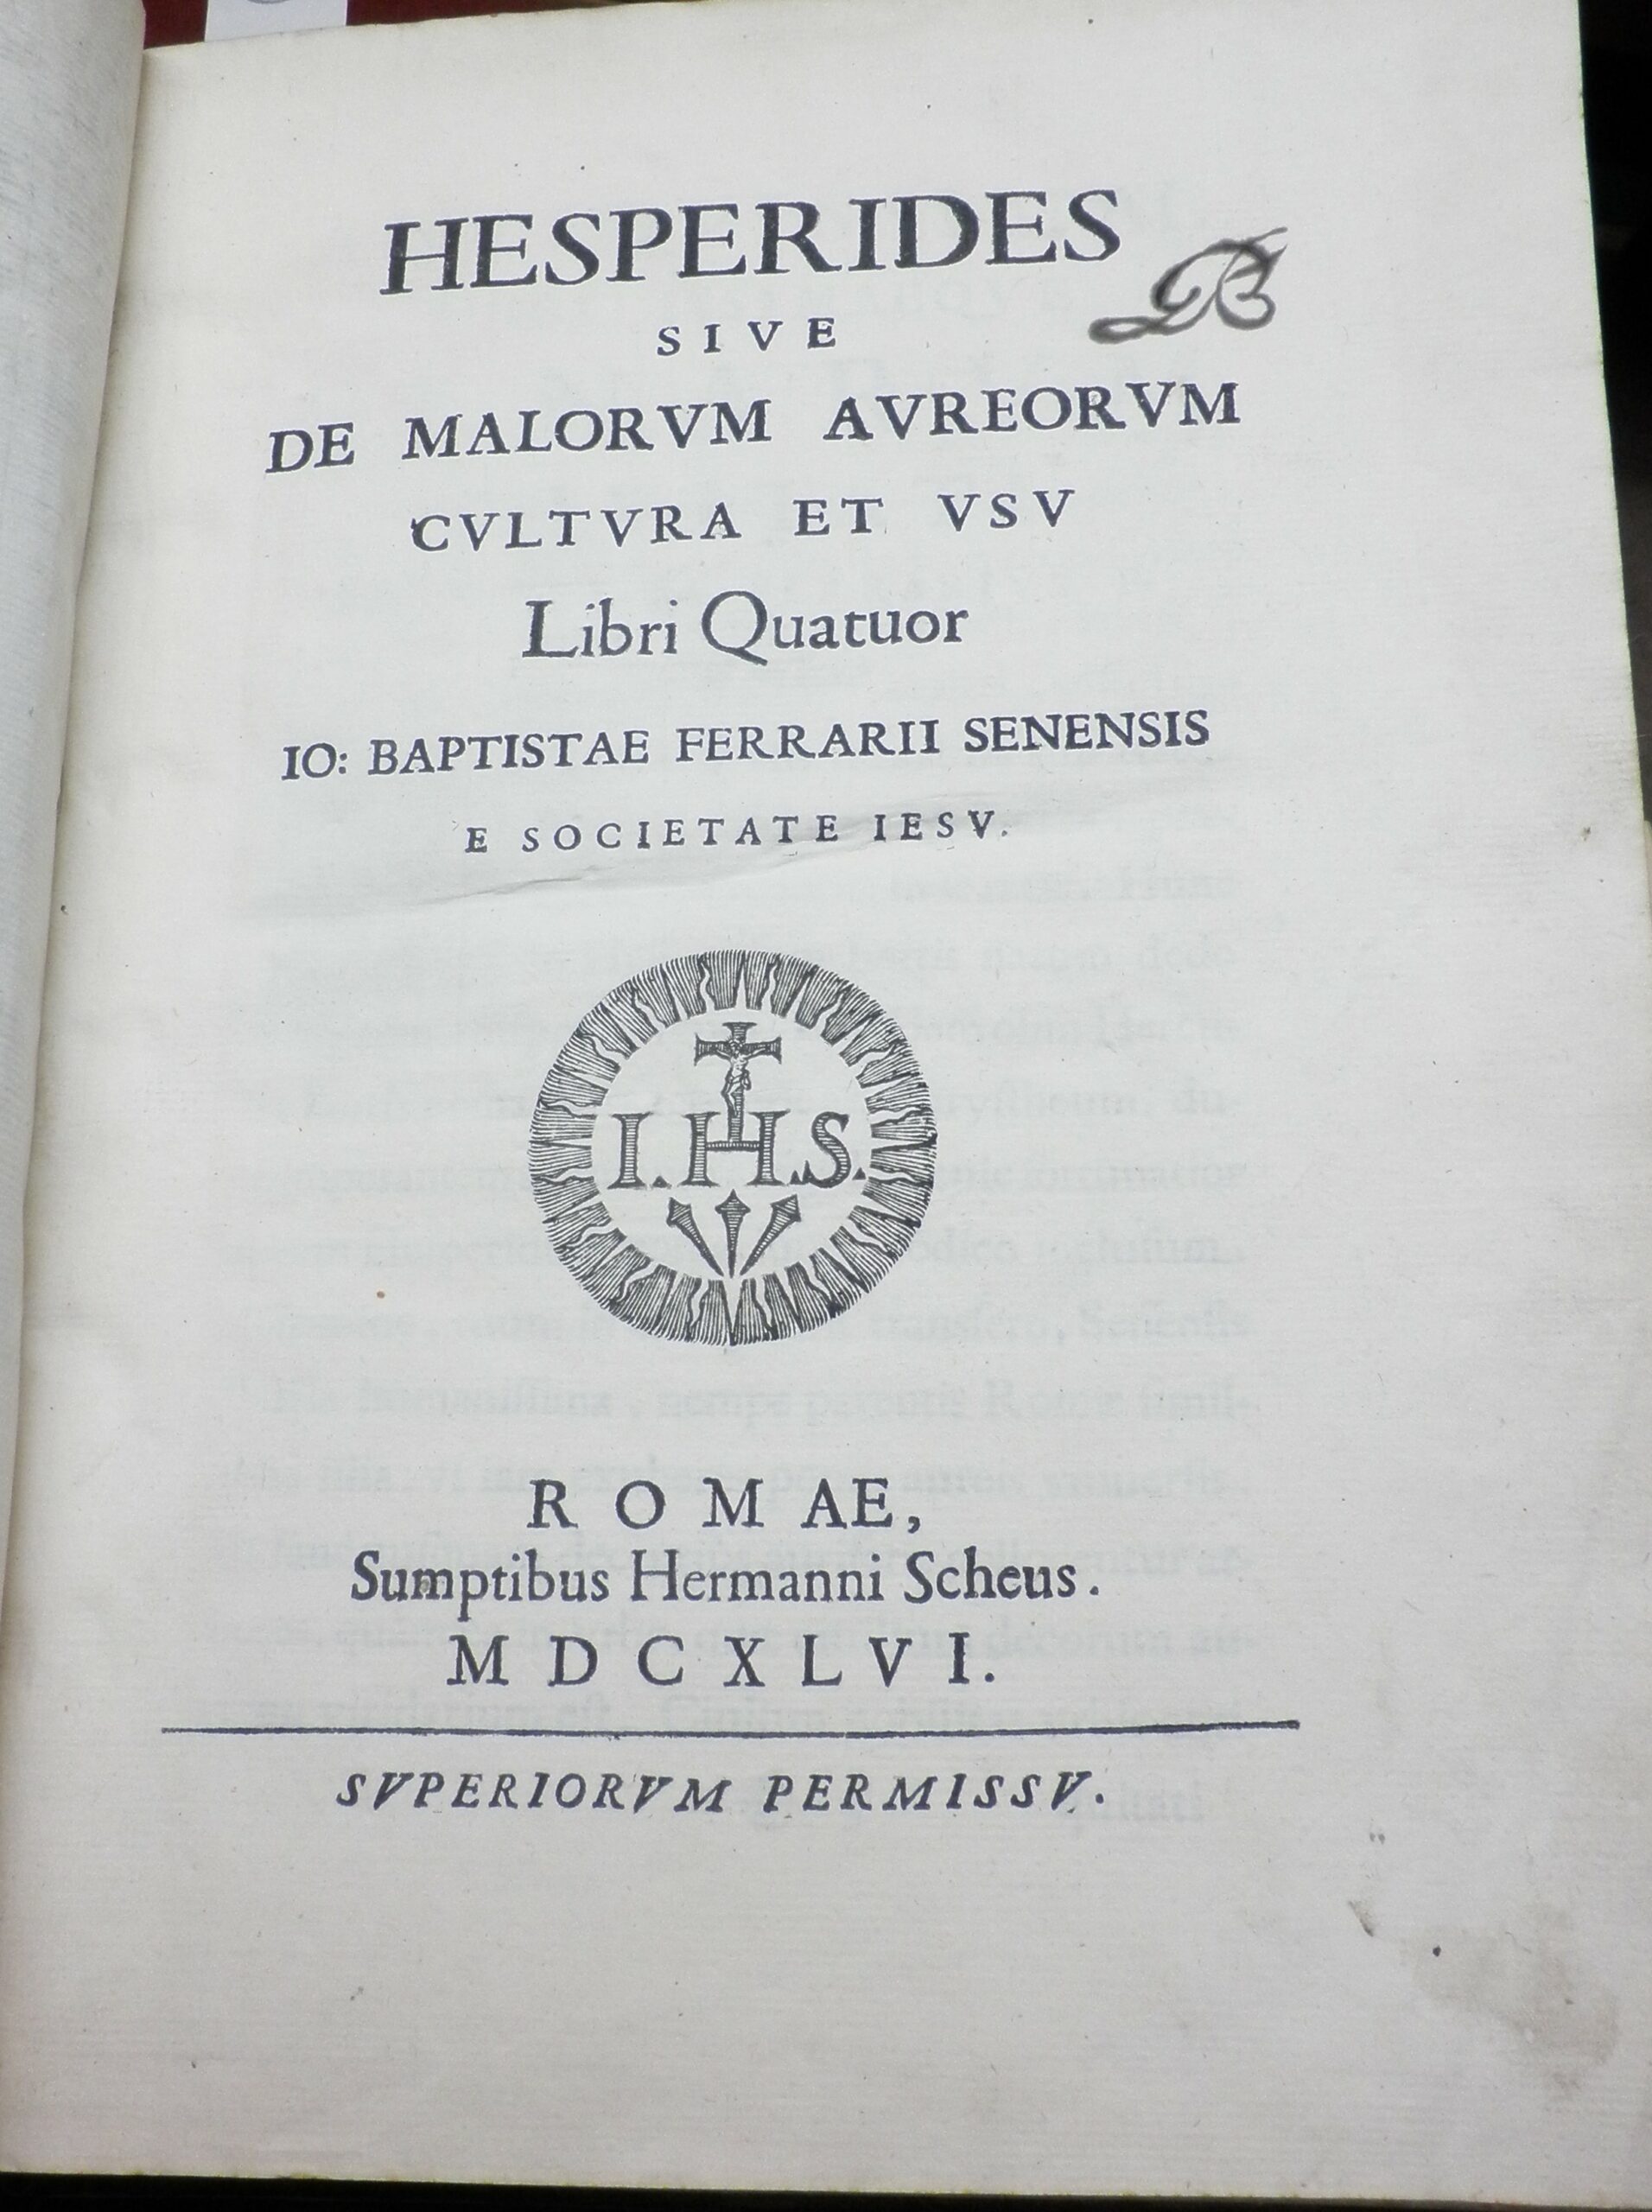 HESPERIDES
SIVE
DE MALORVM AVREORVM
CVLTVRA ET VSV
Libri Quatuor
IO: BAPTISTAE FERRARII SENENSIS
E SOCIETATE IESV.
I.H.S.
ROMAE,
Sumptibus Hermanni Scheus.
MDCXLVI.
SVPERIORVM PERMISSV.